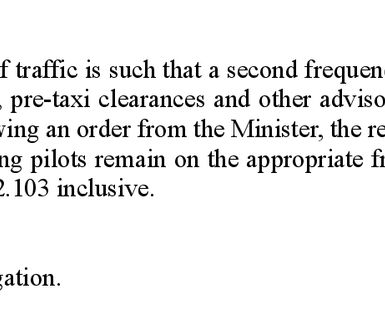 f traffic is such that a second frequen
, pre-taxi clearances and other adviso
wing an order from the Minister, the re
ng pilots remain on the appropriate fr
2.103 inclusive.
gation.